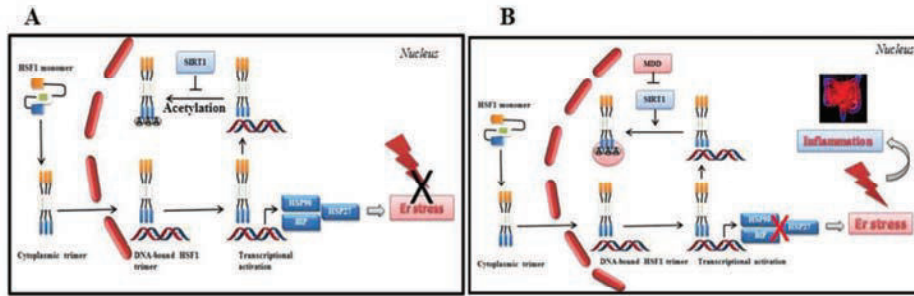 A
Nucleus
HSF1 monomer
SIRT1
Acetylation
HSP90
HSP27
BIP
Er stress
Cytoplasmic trimer
DNA-bound HSF1
trimer
Transcriptional
activation
B
Nucleus
MDD
HSF1 monomer
SIRT1
Inflammation
HSP90
HSP27
BIP
Er stress
Cytoplasmic trimer
DNA-bound HSF1 trimer
Transcriptional activation